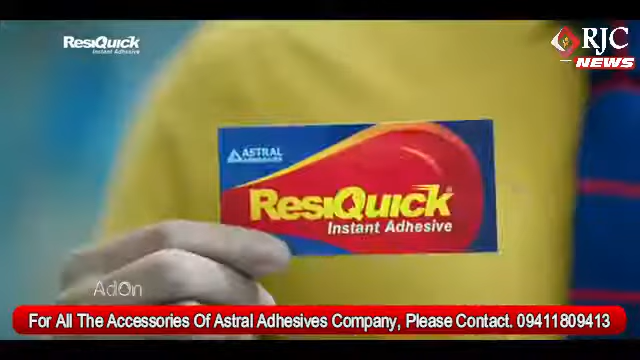 ResiQuick
Instant Adhesive
RJC
NEWS
ASTRAL
ADHESIVES
ResiQuick
Instant Adhesive
AdOn
For All The Accessories Of Astral Adhesives Company, Please Contact. 09411809413